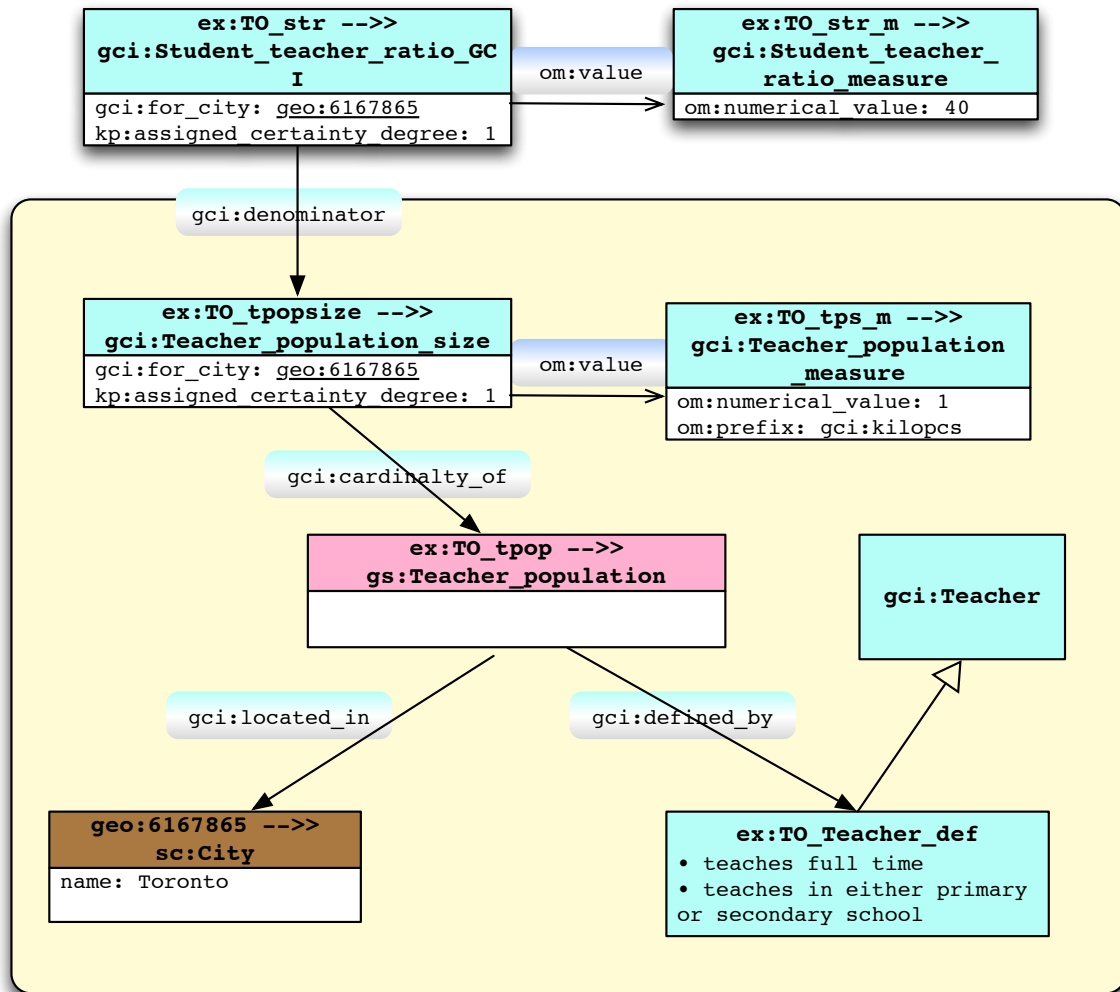 ex:TO_str -->>
gci:Student_teacher_ratio_GC
I
gci:for_city: geo:6167865
kp:assigned_certainty_degree: 1
om:value
ex:TO_str_m -->>
gci:Student_teacher_
ratio_measure
om:numerical_value: 40
gci:denominator
ex:TO_tpopsize -->>
gci:Teacher_population_size
gci:for_city: geo:6167865
kp:assigned_certainty_degree: 1
om:value
ex:TO_tps_m -->>
gci:Teacher_population
_measure
om:numerical_value: 1
om:prefix: gci:kilopcs
gci:cardinalty_of
ex:TO_tpop -->>
gs:Teacher_population
gci:Teacher
gci:located_in
gci:defined_by
geo:6167865 -->>
sc:City
name: Toronto
ex:TO_Teacher_def
• teaches full time
• teaches in either primary
or secondary school